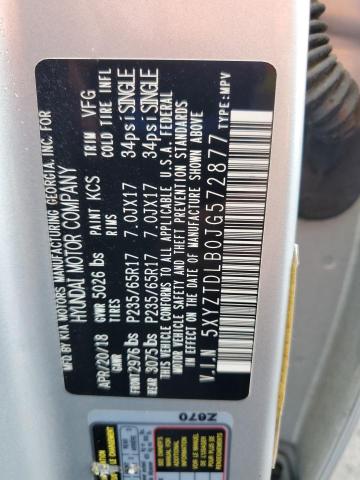 MFD BY KIA MOTORS MANUFACTURING GEORGIA, INC. FOR
HYUNDAI MOTOR COMPANY
APR/20/18 PAINT KCS TRIM VFG
GVWR 5026 lbs
GAWR TIRES RIMS COLD TIRE INFL
FRONT 2976 lbs P235/65R17 7.0JX17 34psi SINGLE
REAR 3075 lbs P235/65R17 7.0JX17 34psi SINGLE
THIS VEHICLE CONFORMS TO ALL APPLICABLE U.S.A. FEDERAL
MOTOR VEHICLE SAFETY, BUMPER, AND THEFT PREVENTION STANDARDS
IN EFFECT ON THE DATE OF MANUFACTURE SHOWN ABOVE.
V.I.N 5XYZTDLB0JG572877 TYPE:MPV
Z670